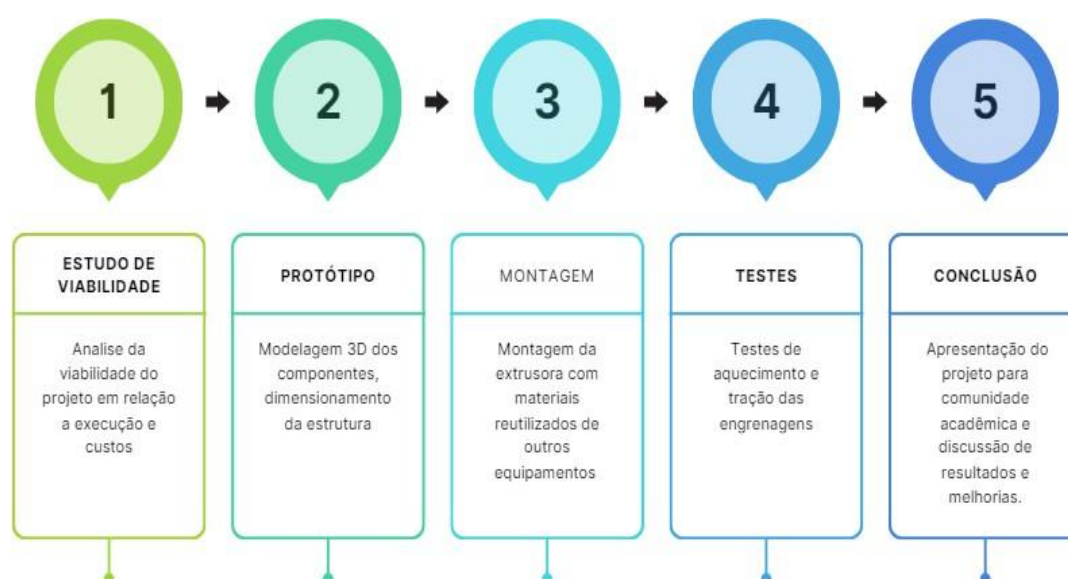 1
2
3
4
5
ESTUDO DE
VIABILIDADE
Analise da
viabilidade do
projeto em relação
a execução e
custos
PROTÓTIPO
Modelagem 3D dos
componentes,
dimensionamento
da estrutura
MONTAGEM
Montagem da
extrusora com
materiais
reutilizados de
outros
equipamentos
TESTES
Testes de
aquecimento e
tração das
engrenagens
CONCLUSÃO
Apresentação do
projeto para
comunidade
acadêmica e
discussão de
resultados e
melhorias.